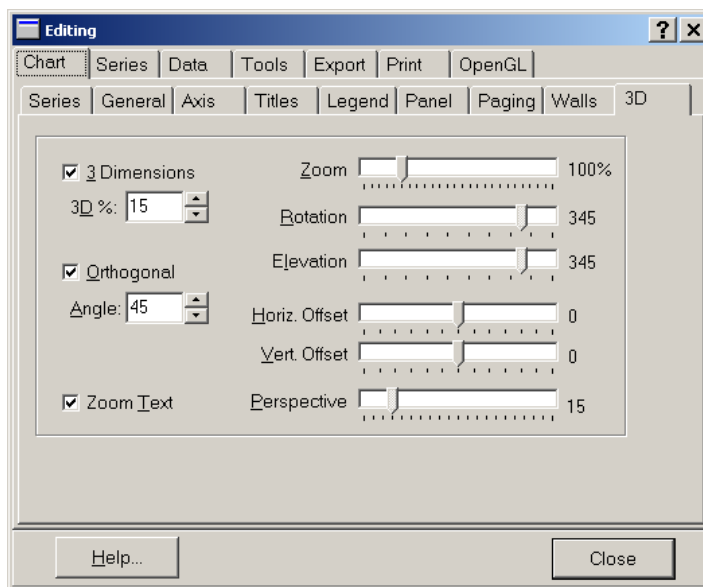 Editing
Chart Series Data Tools Export Print OpenGL
Series General Axis Titles Legend Panel Paging Walls 3D
3 Dimensions
3D %: 15
Orthogonal
Angle: 45
Zoom Text
Zoom 100%
Rotation 345
Elevation 345
Horiz. Offset 0
Vert. Offset 0
Perspective 15
Help... Close